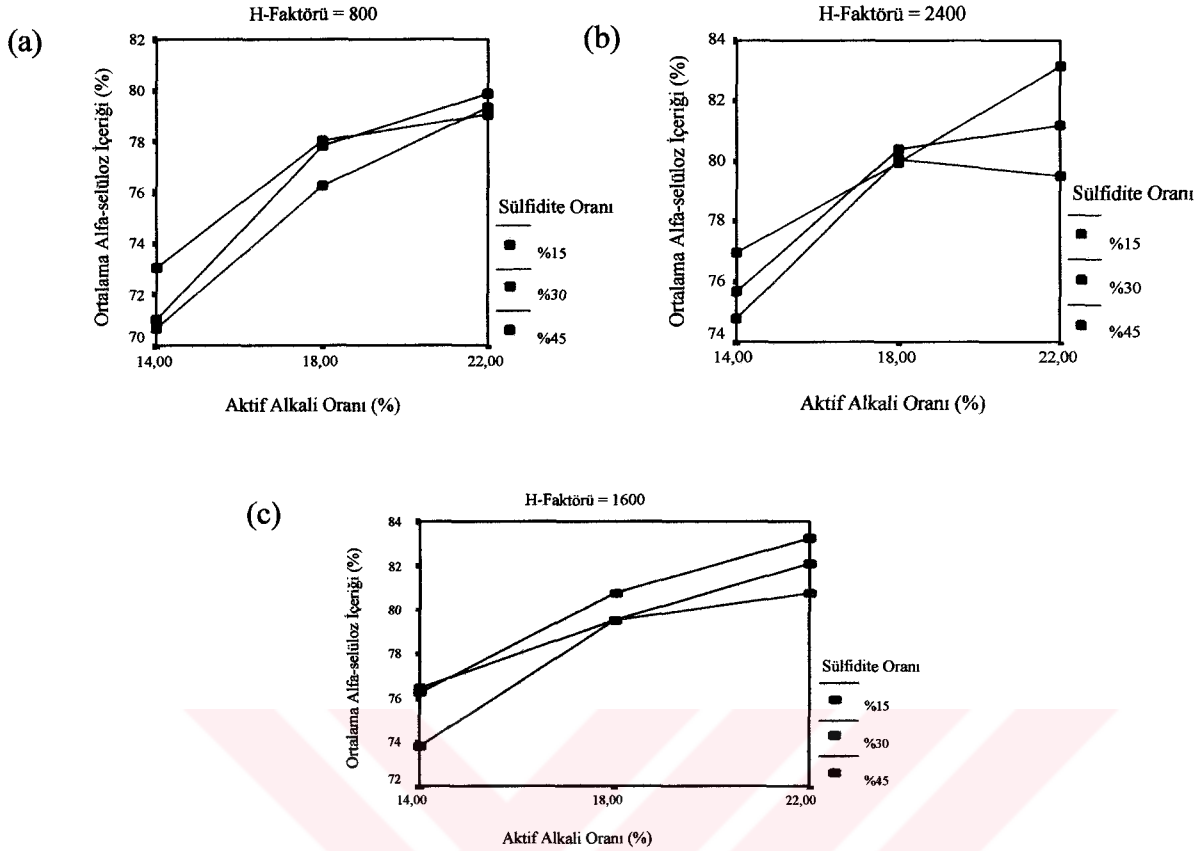 (a)
H-Faktörü = 800
82
80
78
76
74
72
70
14,00
18,00
22,00
Ortalama Alfa-selüloz İçeriği (%)
Aktif Alkali Oranı (%)
Sülfidite Oranı
%15
%30
%45
(b)
H-Faktörü = 2400
84
82
80
78
76
74
14,00
18,00
22,00
Ortalama Alfa-selüloz İçeriği (%)
Aktif Alkali Oranı (%)
Sülfidite Oranı
%15
%30
%45
(c)
H-Faktörü = 1600
84
82
80
78
76
74
72
14,00
18,00
22,00
Ortalama Alfa-selüloz İçeriği (%)
Aktif Alkali Oranı (%)
Sülfidite Oranı
%15
%30
%45